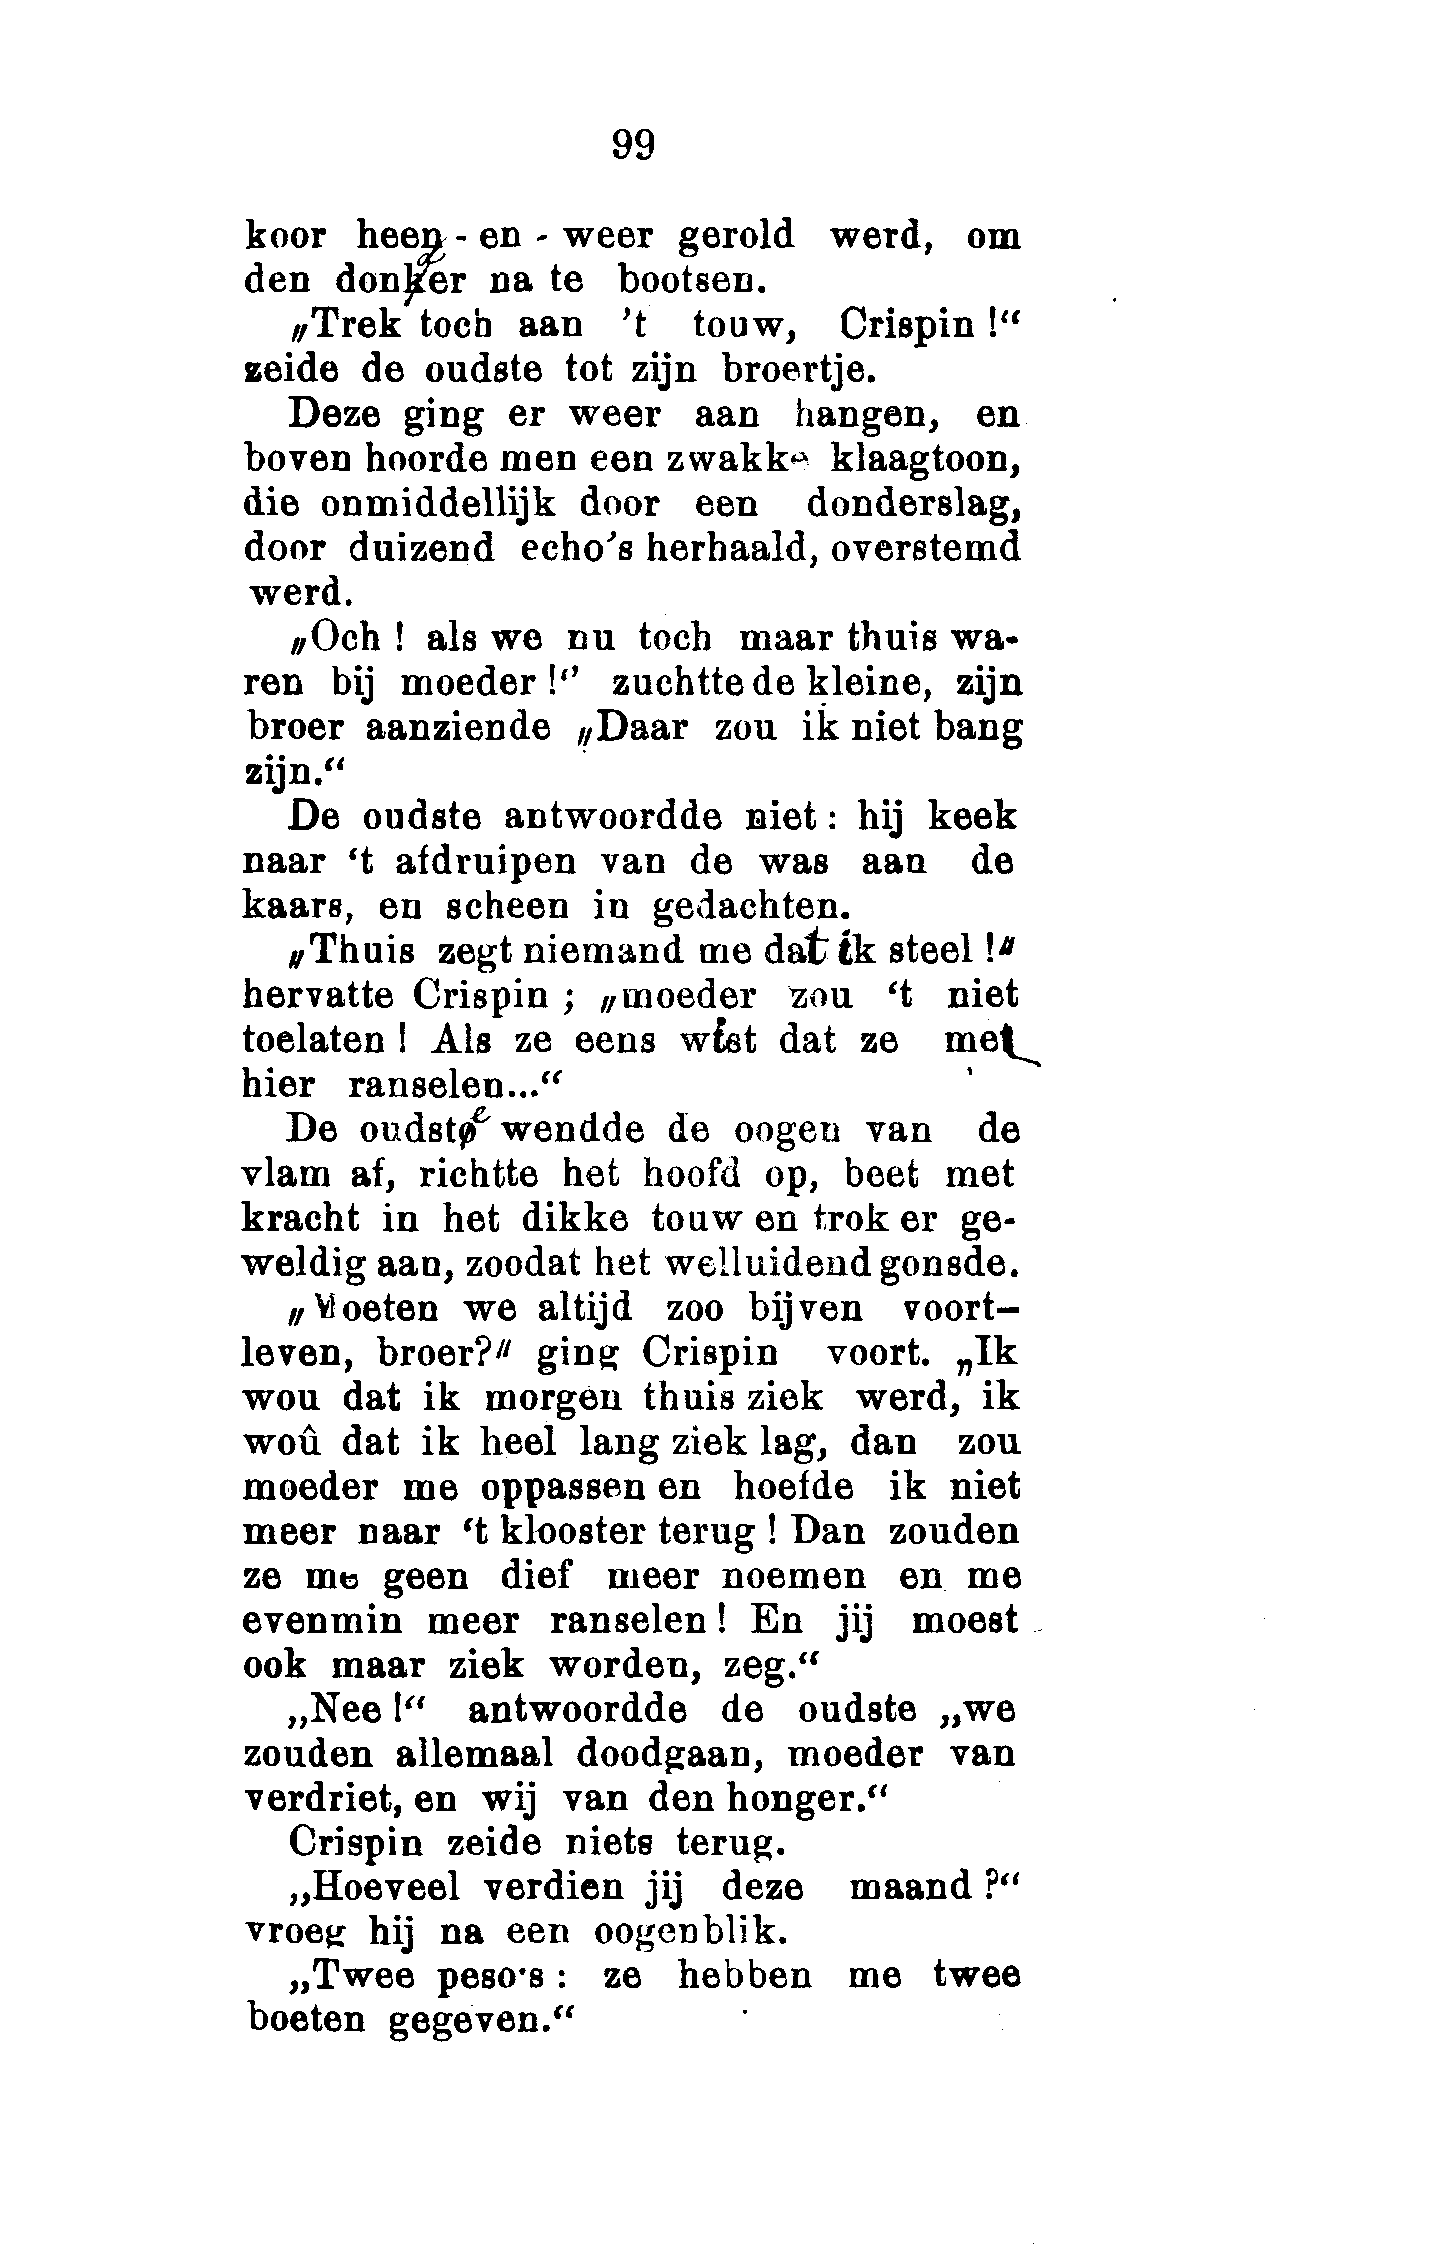 99
koor heen - en - weer gerold werd, om
den donker na te bootsen.
„Trek toch aan 't touw, Crispin !“
zeide de oudste tot zijn broertje.
Deze ging er weer aan hangen, en
boven hoorde men een zwakke klaagtoon,
die onmiddellijk door een donderslag,
door duizend echo's herhaald, overstemd
werd.
„Och ! als we nu toch maar thuis wa-
ren bij moeder !“ zuchtte de kleine, zijn
broer aanziende „Daar zou ik niet bang
zijn.“
De oudste antwoordde niet : hij keek
naar ‘t afdruipen van de was aan de
kaars, en scheen in gedachten.
„Thuis zegt niemand me dat ik steel !“
hervatte Crispin ; „moeder zou ‘t niet
toelaten ! Als ze eens wist dat ze me
hier ranselen...“
De oudste wendde de oogen van de
vlam af, richtte het hoofd op, beet met
kracht in het dikke touw en trok er ge-
weldig aan, zoodat het welluidend gonsde.
„Moeten we altijd zoo bijven voort-
leven, broer?“ ging Crispin voort. „Ik
wou dat ik morgen thuis ziek werd, ik
woû dat ik heel lang ziek lag, dan zou
moeder me oppassen en hoefde ik niet
meer naar ‘t klooster terug ! Dan zouden
ze me geen dief meer noemen en me
evenmin meer ranselen ! En jij moest
ook maar ziek worden, zeg.“
„Nee !“ antwoordde de oudste „we
zouden allemaal doodgaan, moeder van
verdriet, en wij van den honger.“
Crispin zeide niets terug.
„Hoeveel verdien jij deze maand ?“
vroeg hij na een oogenblik.
„Twee peso's : ze hebben me twee
boeten gegeven.“